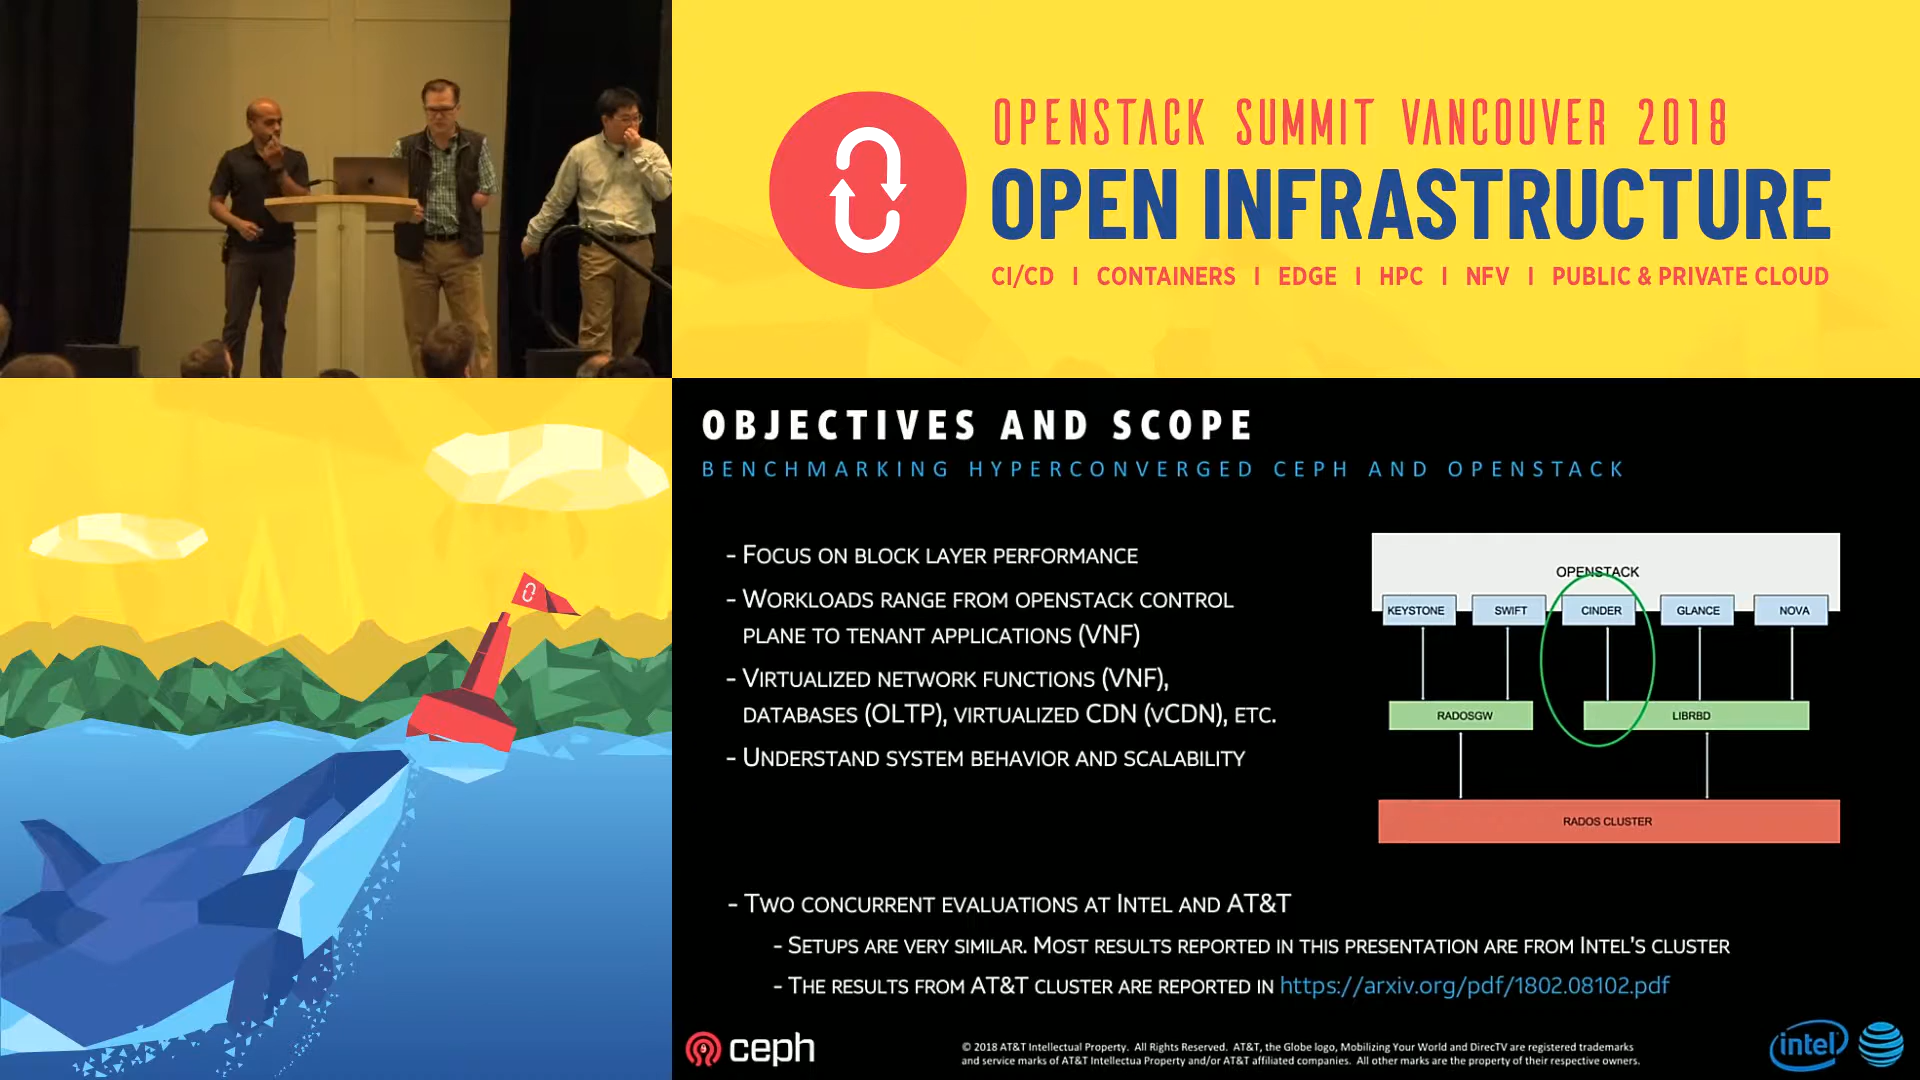 OPENSTACK SUMMIT VANCOUVER 2018
OPEN INFRASTRUCTURE
CI/CD | CONTAINERS | EDGE | HPC | NFV | PUBLIC & PRIVATE CLOUD
OBJECTIVES AND SCOPE
BENCHMARKING HYPERCONVERGED CEPH AND OPENSTACK
- FOCUS ON BLOCK LAYER PERFORMANCE
- WORKLOADS RANGE FROM OPENSTACK CONTROL
PLANE TO TENANT APPLICATIONS (VNF)
- VIRTUALIZED NETWORK FUNCTIONS (VNF),
DATABASES (OLTP), VIRTUALIZED CDN (VCDN), ETC.
- UNDERSTAND SYSTEM BEHAVIOR AND SCALABILITY
OPENSTACK
KEYSTONE SWIFT CINDER GLANCE NOVA
RADOSGW LIBRBD
RADOS CLUSTER
- TWO CONCURRENT EVALUATIONS AT INTEL AND AT&T
- SETUPS ARE VERY SIMILAR. MOST RESULTS REPORTED IN THIS PRESENTATION ARE FROM INTEL'S CLUSTER
- THE RESULTS FROM AT&T CLUSTER ARE REPORTED IN https://arxiv.org/pdf/1802.08102.pdf
ceph
© 2018 AT&T Intellectual Property. All Rights Reserved. AT&T, the Globe logo, Mobilizing Your World and DirecTV are registered trademarks
and service marks of AT&T Intellectua Property and/or AT&T affiliated companies. All other marks are the property of their respective owners.
intel